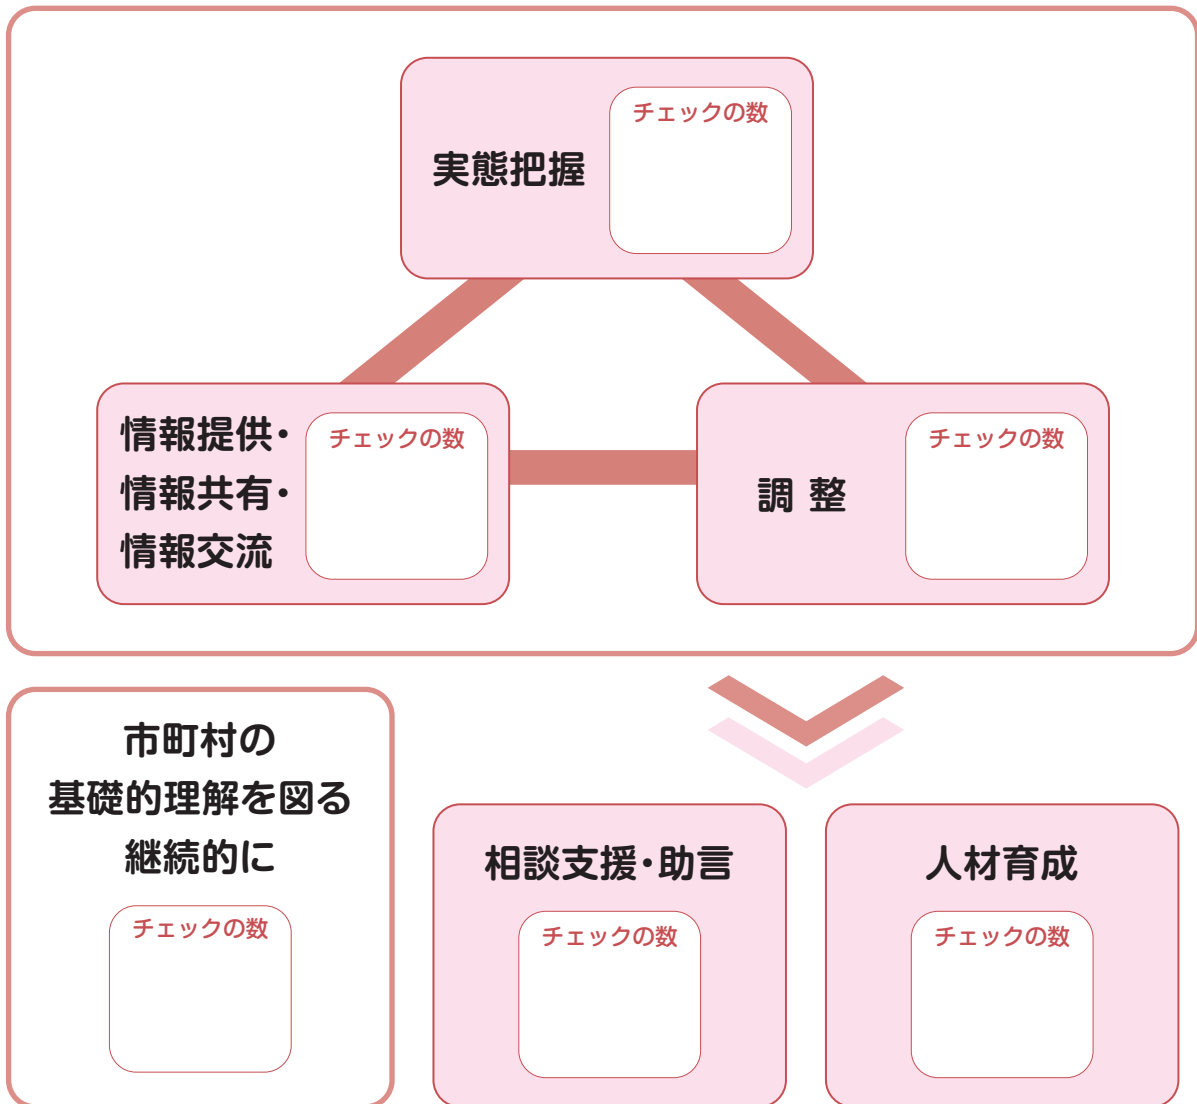 実態把握
チェックの数
情報提供・
情報共有・
情報交流
チェックの数
調 整
チェックの数
市町村の
基礎的理解を図る
継続的に
チェックの数
相談支援・助言
チェックの数
人材育成
チェックの数